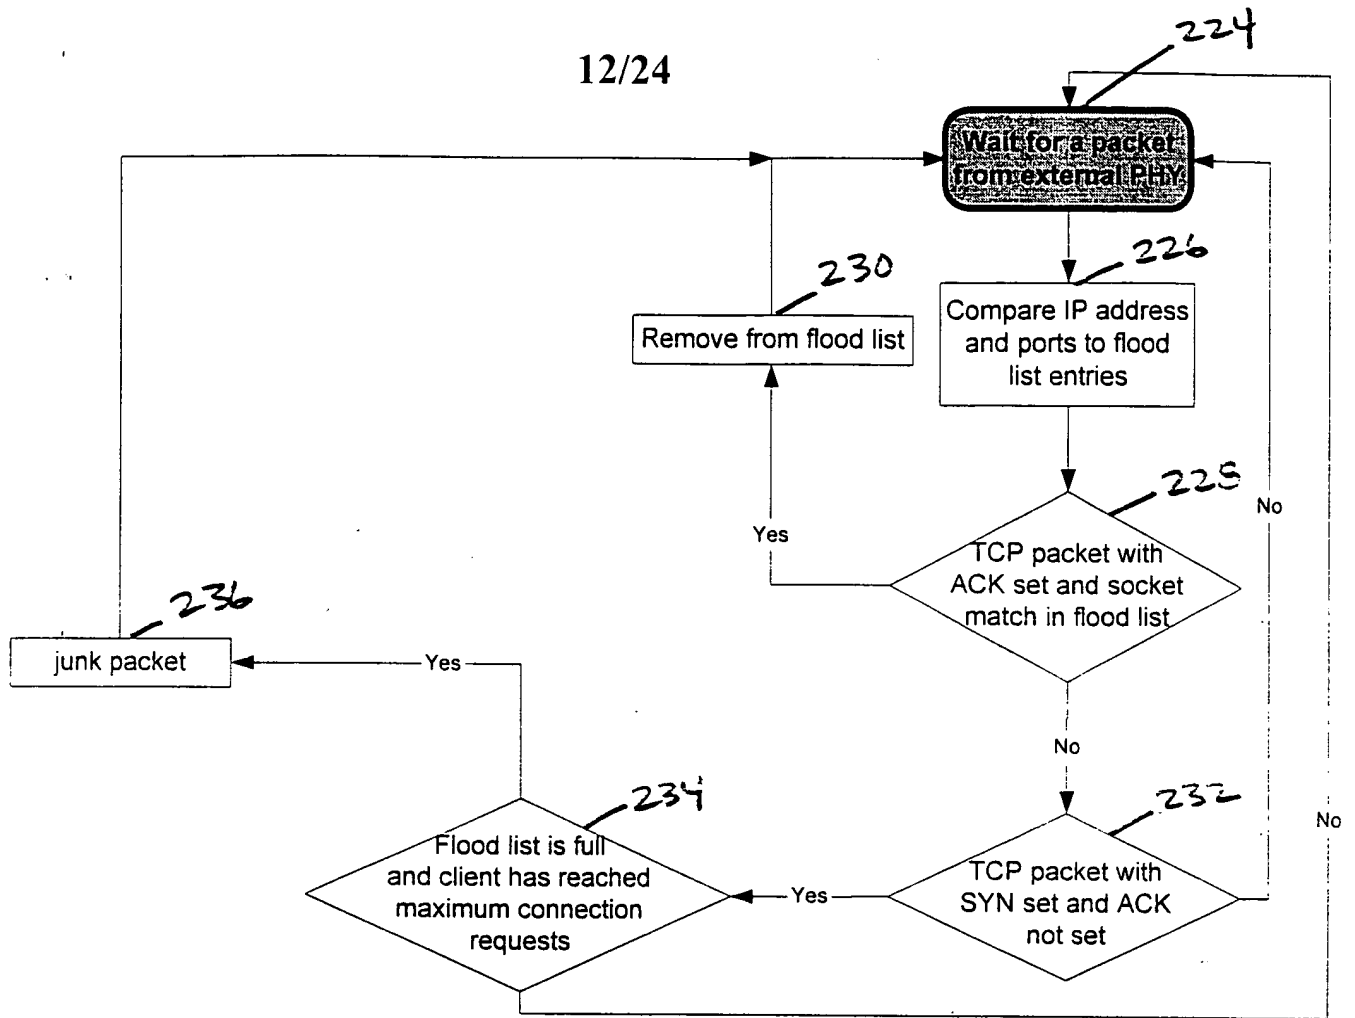 12/24
224
Wait for a packet
from external PHY
226
Compare IP address
and ports to flood
list entries
230
Remove from flood list
228
TCP packet with
ACK set and socket
match in flood list
Yes
No
No
236
junk packet
Yes
234
Flood list is full
and client has reached
maximum connection
requests
Yes
232
TCP packet with
SYN set and ACK
not set
No